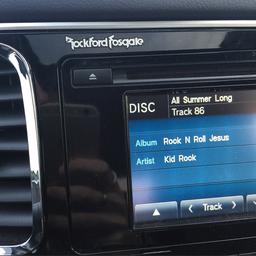 Rockford Fosgate
DISC
All Summer Long
Track 86
Album Rock N Roll Jesus
Artist Kid Rock
Track